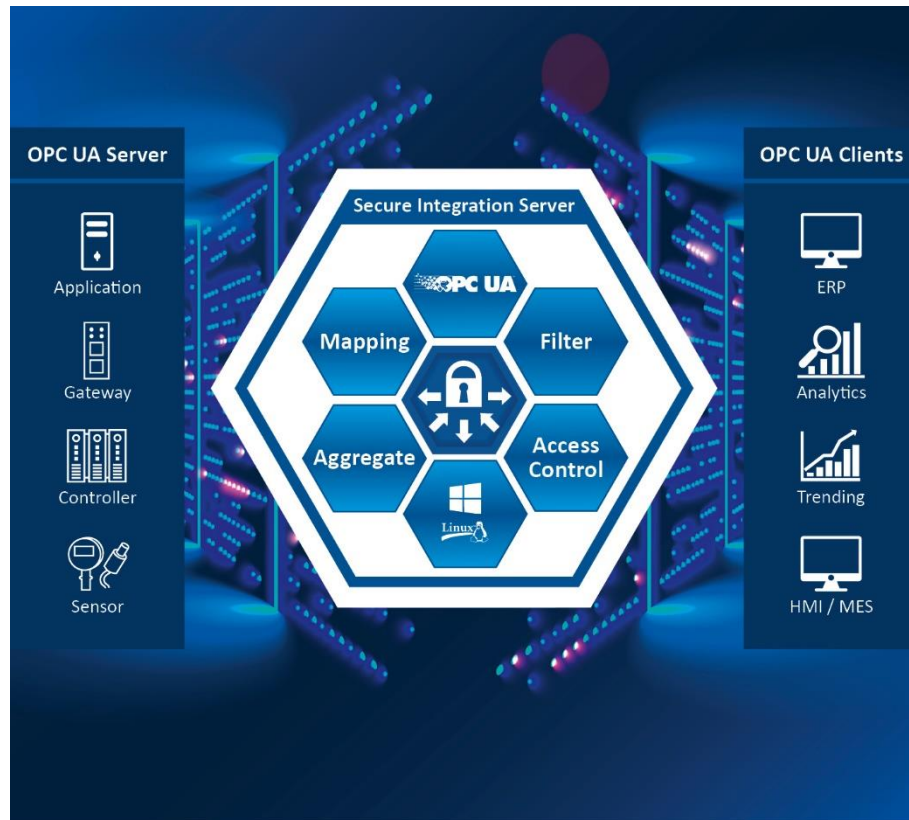 OPC UA Server
Application
Gateway
Controller
Sensor
Secure Integration Server
OPC UA
Mapping
Filter
Aggregate
Access
Control
Linux
OPC UA Clients
ERP
Analytics
Trending
HMI / MES